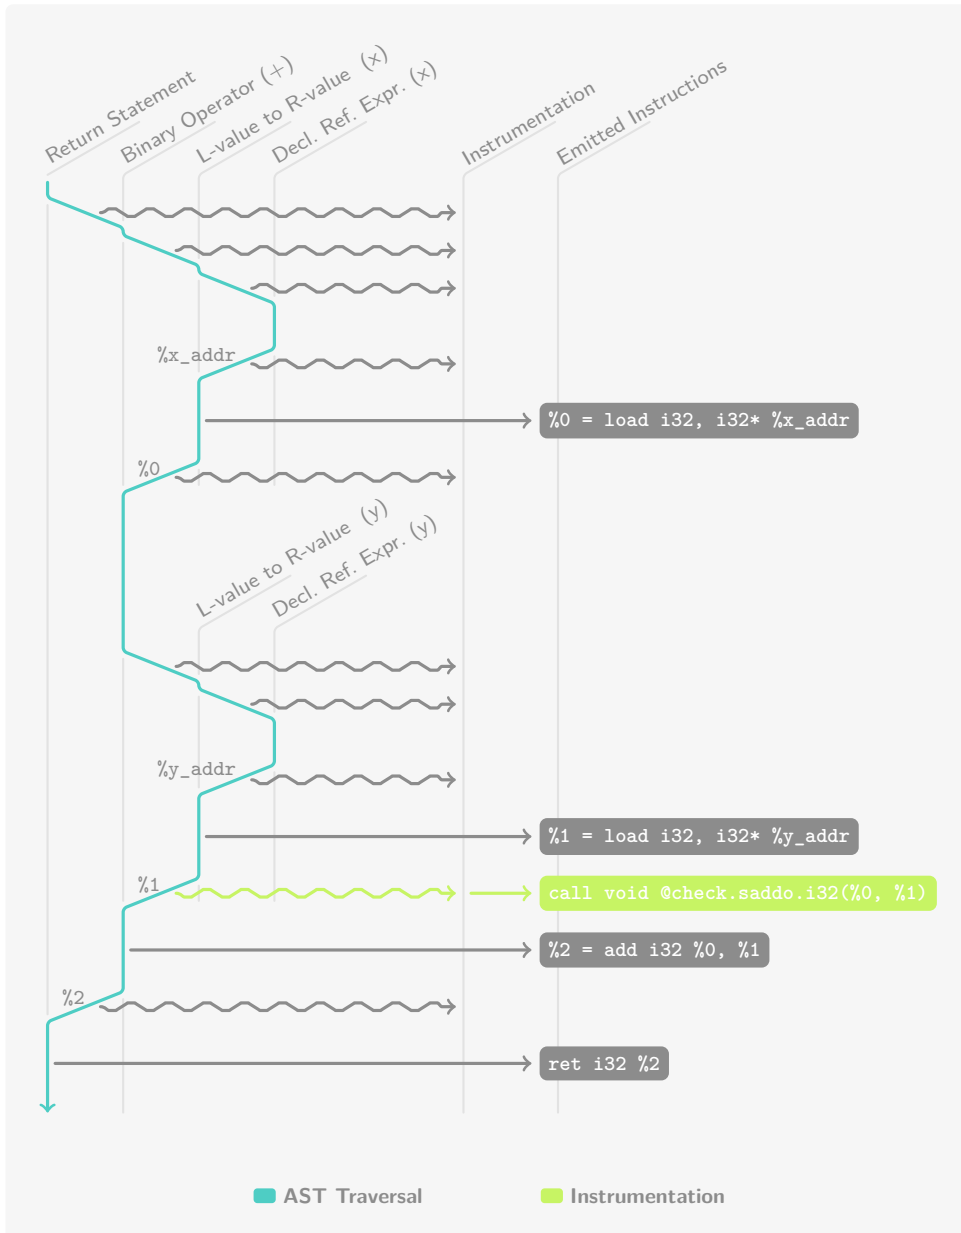 Return Statement
Binary Operator (+)
L-value to R-value (x)
Decl. Ref. Expr. (x)
Instrumentation
Emitted Instructions
%x_addr
%0 = load i32, i32* %x_addr
%0
L-value to R-value (y)
Decl. Ref. Expr. (y)
%y_addr
%1 = load i32, i32* %y_addr
%1
call void @check.saddo.i32(%0, %1)
%2 = add i32 %0, %1
%2
ret i32 %2
AST Traversal
Instrumentation